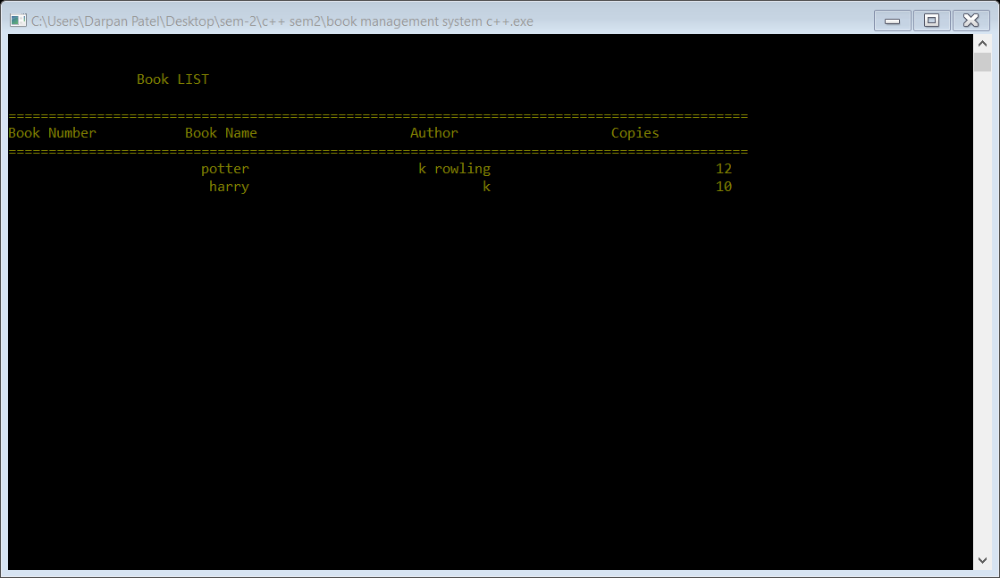 C:\Users\Darpan Patel\Desktop\sem-2\c++ sem2\book management system c++.exe
Book LIST
============================================================================================
Book Number Book Name Author Copies
============================================================================================
potter k rowling 12
harry k 10